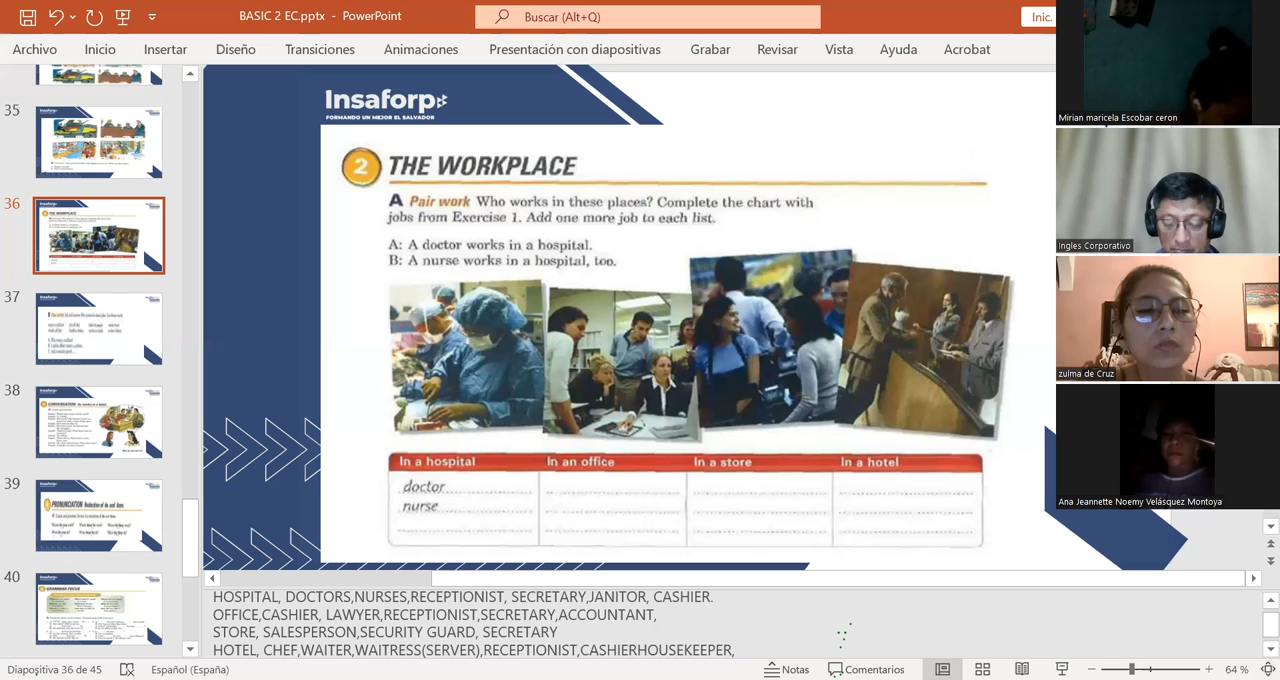 BASIC 2 EC.pptx - PowerPoint
Buscar (Alt+Q)
Inic.
Archivo Inicio Insertar Diseño Transiciones Animaciones Presentación con diapositivas Grabar Revisar Vista Ayuda Acrobat
35
36
37
38
39
40
Insaforp
FORMANDO UN MEJOR EL SALVADOR
2 THE WORKPLACE
A Pair work Who works in these places? Complete the chart with
jobs from Exercise 1. Add one more job to each list.
A: A doctor works in a hospital.
B: A nurse works in a hospital, too.
In a hospital In an office In a store In a hotel
doctor
nurse
HOSPITAL, DOCTORS,NURSES,RECEPTIONIST, SECRETARY,JANITOR, CASHIER.
OFFICE,CASHIER, LAWYER,RECEPTIONIST,SECRETARY,ACCOUNTANT,
STORE, SALESPERSON,SECURITY GUARD, SECRETARY
HOTEL, CHEF,WAITER,WAITRESS(SERVER),RECEPTIONIST,CASHIERHOUSEKEEPER,
Mirian maricela Escobar ceron
Ingles Corporativo
zulma de Cruz
Ana Jeannette Noemy Velásquez Montoya
Diapositiva 36 de 45 Español (España) Notas Comentarios 64 %